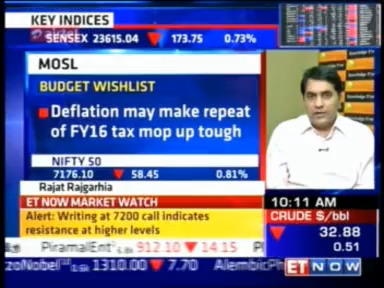 KEY INDICES
airtel
SENSEX 23615.04 173.75 0.73%
MOSL
BUDGET WISHLIST
Deflation may make repeat
of FY16 tax mop up tough
NIFTY 50
7176.10 58.45 0.81%
Rajat Rajgarhia
ET NOW MARKET WATCH
Alert: Writing at 7200 call indicates
resistance at higher levels
10:11 AM
CRUDE $/bbl
32.88
0.51
PiramalEnt 912.10 14.15
zoNobel 1310.00 7.70 AlembicPh
ET NOW